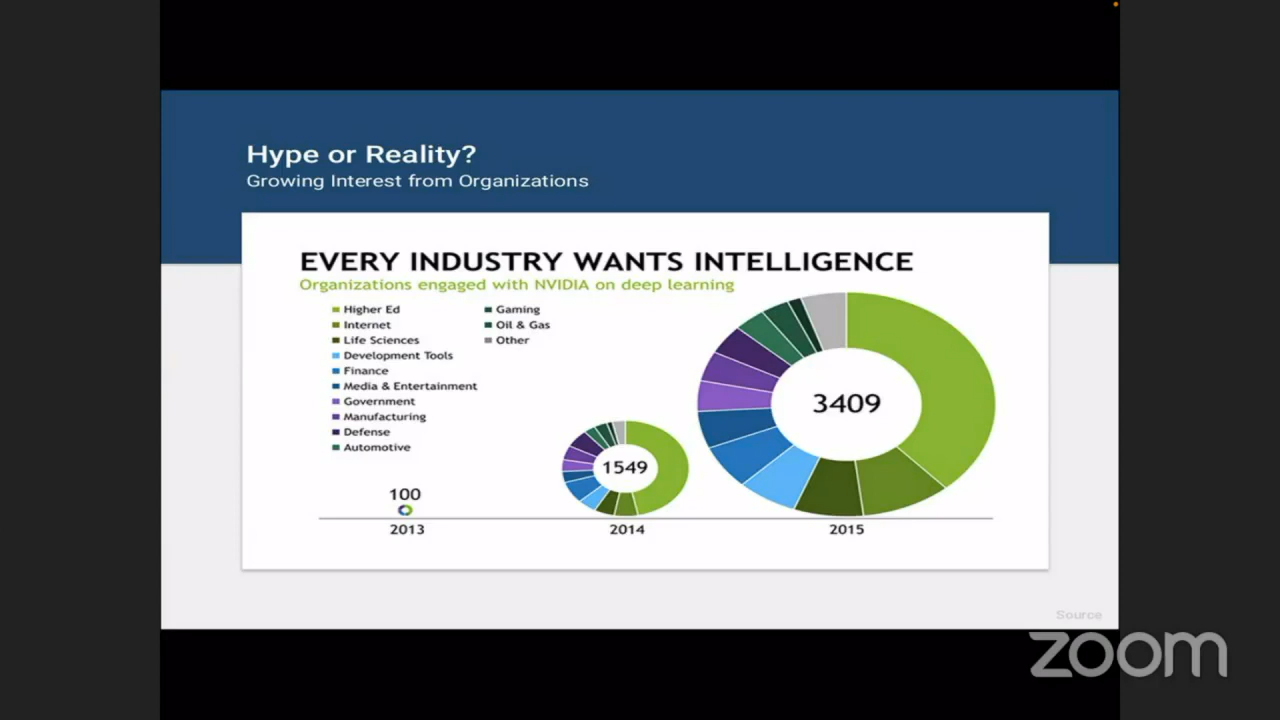 Hype or Reality?
Growing Interest from Organizations
EVERY INDUSTRY WANTS INTELLIGENCE
Organizations engaged with NVIDIA on deep learning
Higher Ed
Internet
Life Sciences
Development Tools
Finance
Media & Entertainment
Government
Manufacturing
Defense
Automotive
Gaming
Oil & Gas
Other
100
1549
3409
2013
2014
2015
Source
zoom